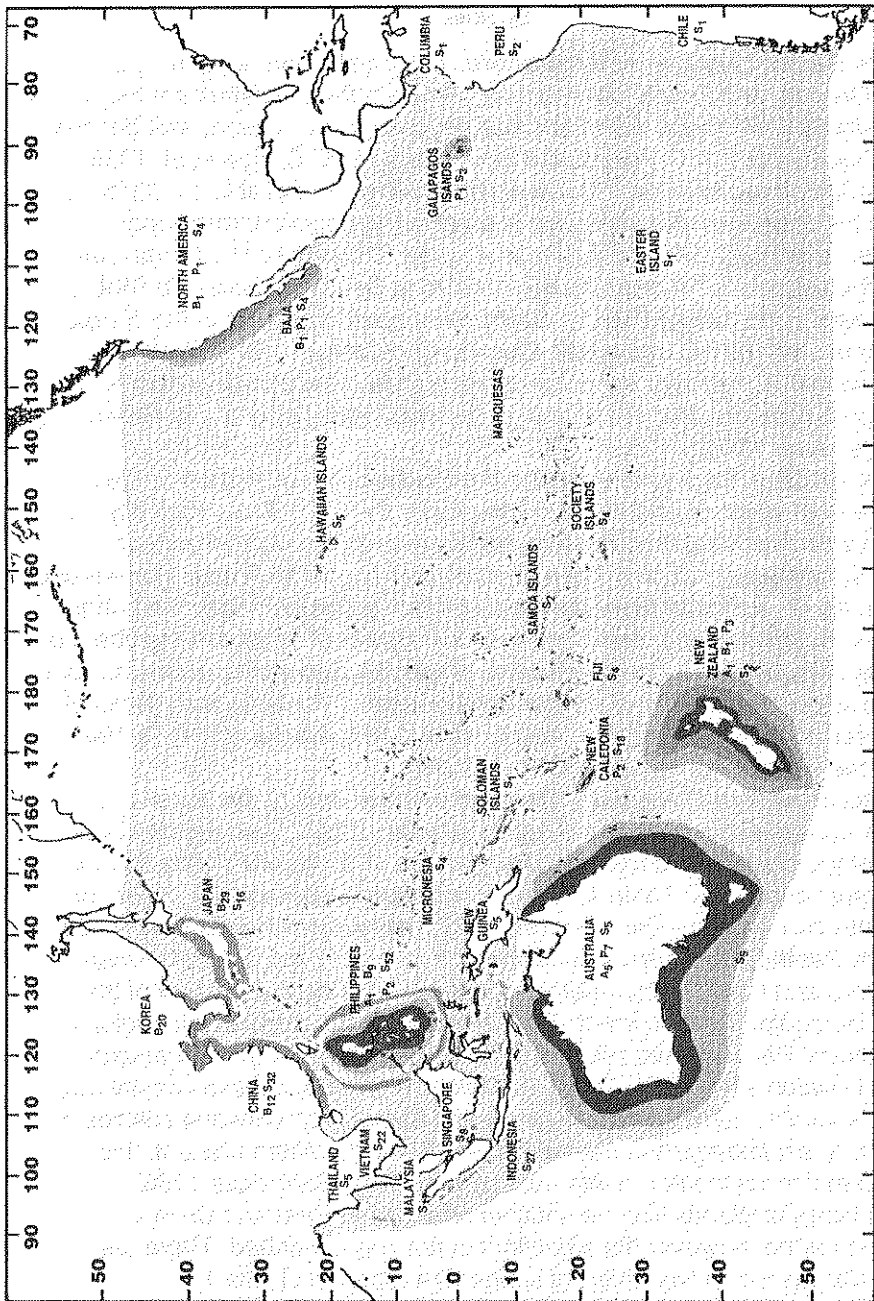 90 100 110 120 130 140 150 160 170 180 170 160 150 140 130 120 110 100 90 80 70
50
40
30
20
10
0
10
20
30
40
50
KOREA
B20
JAPAN
B29
S16
CHINA
B12 S32
NORTH AMERICA
B1 P1 S4
BAJA
B1 P1 S4
THAILAND
S5
VIETNAM
S22
PHILIPPINES
A1 B9
P2 S52
HAWAIIAN ISLANDS
S5
MALAYSIA
SINGAPORE
S8
MICRONESIA
S4
GALAPAGOS
ISANDS
P1 S3
COLUMBIA
S1
PERU
S2
INDONESIA
S27
NEW
GUINEA
S5
SOLOMAN
ISLANDS
S1
MARQUESAS
SAMOA ISLANDS
S2
SOCIETY
ISLANDS
S4
NEW
CALEDONIA
P2 S18
FIJI
S6
EASTER
ISLAND
S1
CHILE
S1
AUSTRALIA
A5 P7 S5
S5
NEW
ZEALAND
A1 B1 P3
S2